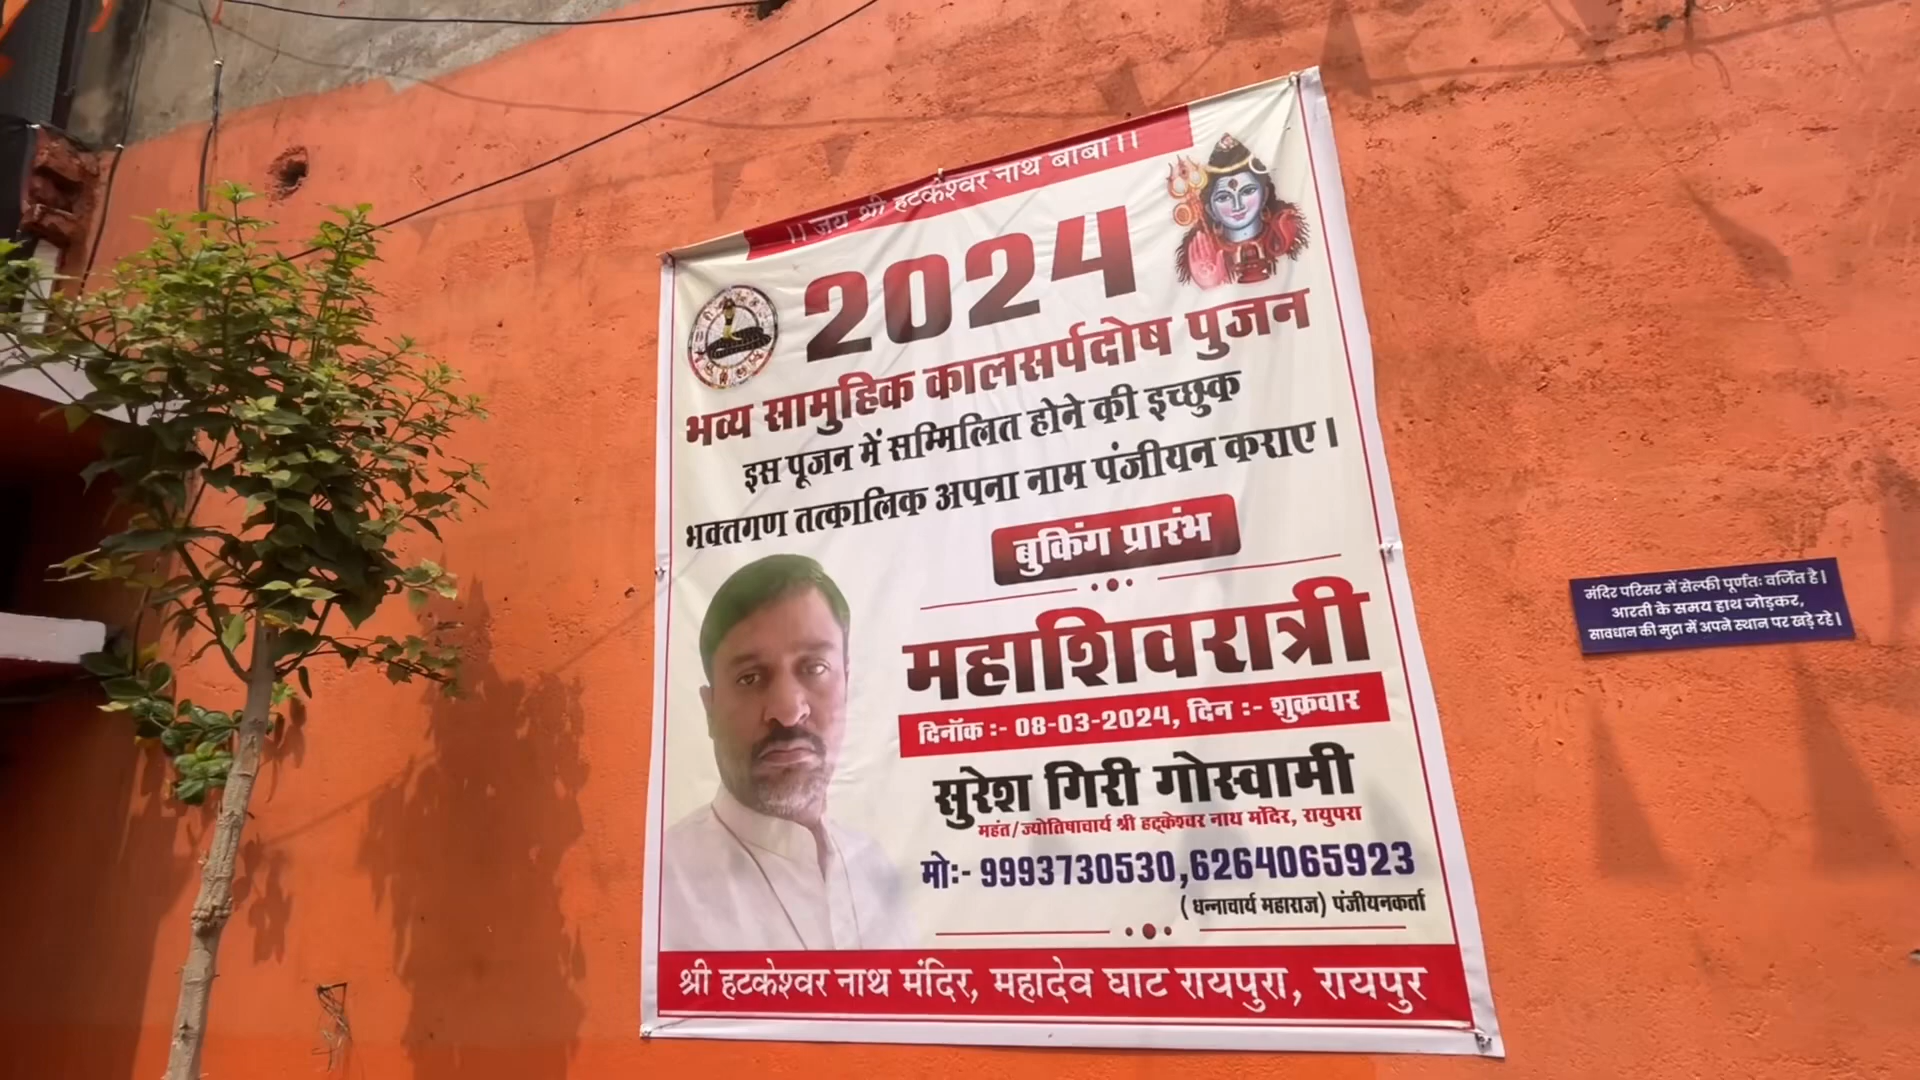 ।। जय श्री हटकेश्वर नाथ बाबा ।।
2024
भव्य सामुहिक कालसर्पदोष पुजन
इस पूजन में सम्मिलित होने की इच्छुक
भक्तगण तत्कालिक अपना नाम पंजीयन कराए ।
बुकिंग प्रारंभ
महाशिवरात्री
दिनॉक :- 08-03-2024, दिन :- शुक्रवार
सुरेश गिरी गोस्वामी
महंत/ज्योतिषाचार्य श्री हट्केश्वर नाथ मंदिर, रायुपरा
मो:- 9993730530,6264065923
( धन्नाचार्य महाराज) पंजीयनकर्ता
श्री हटकेश्वर नाथ मंदिर, महादेव घाट रायपुरा, रायपुर
मंदिर परिसर में सेल्फी पूर्णतः वर्जित है |
आरती के समय हाथ जोड़कर,
सावधान की मुद्रा में अपने स्थान पर खड़े रहे |